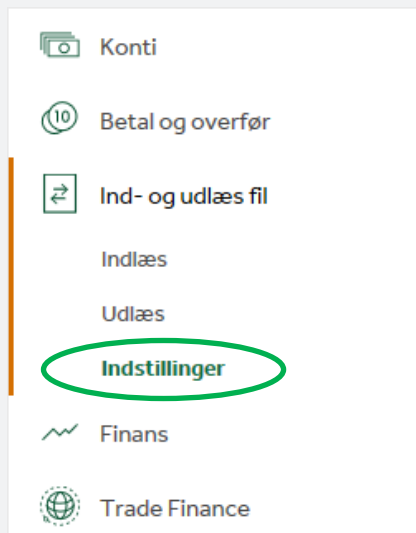 Konti
10
Betal og overfør
Ind- og udlæs fil
Indlæs
Udlæs
Indstillinger
Finans
Trade Finance